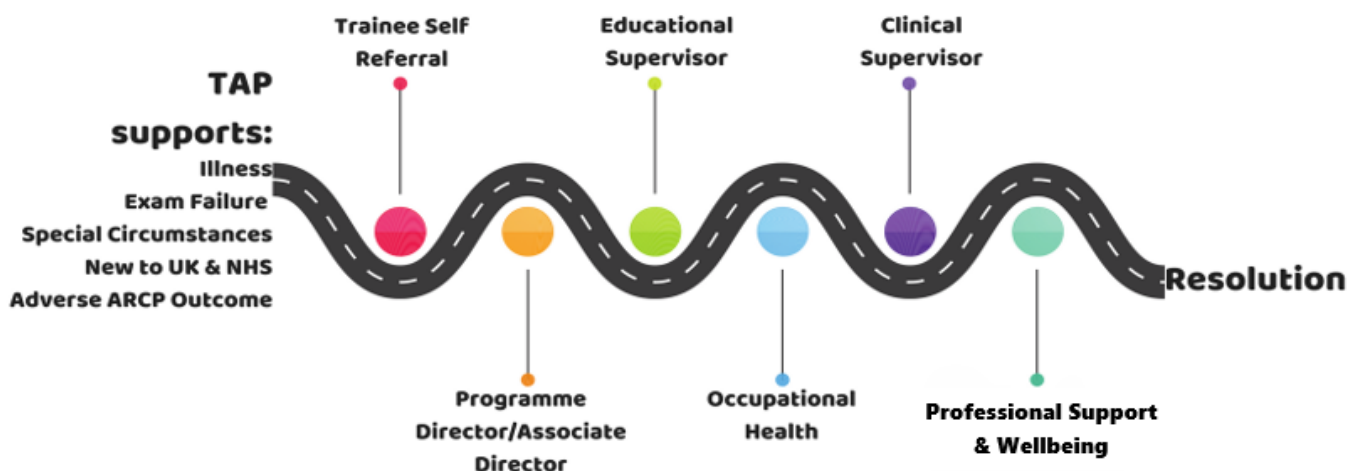 TAP
supports:
Illness
Exam Failure
Special Circumstances
New to UK & NHS
Adverse ARCP Outcome
Trainee Self
Referral
Programme
Director/Associate
Director
Educational
Supervisor
Occupational
Health
Clinical
Supervisor
Professional Support
& Wellbeing
Resolution